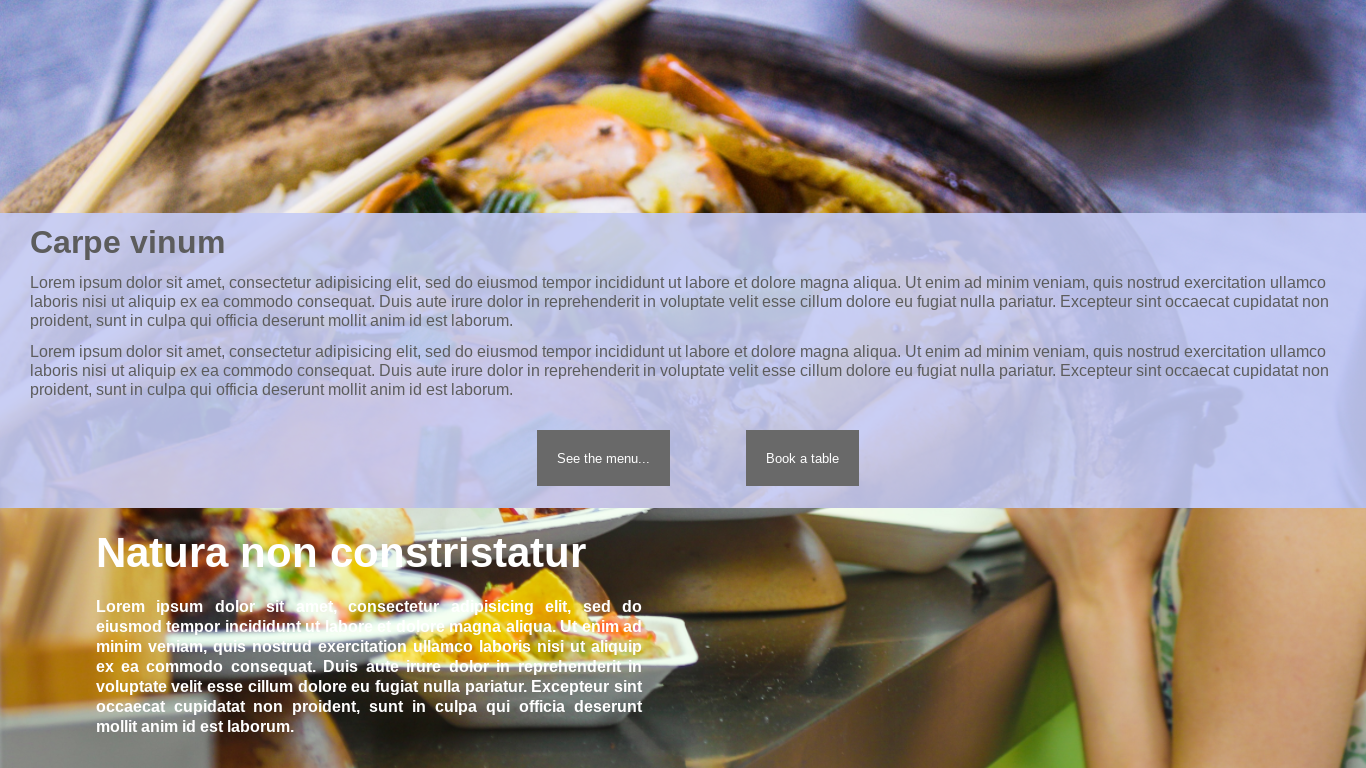 Carpe vinum
Lorem ipsum dolor sit amet, consectetur adipisicing elit, sed do eiusmod tempor incididunt ut labore et dolore magna aliqua. Ut enim ad minim veniam, quis nostrud exercitation ullamco
laboris nisi ut aliquip ex ea commodo consequat. Duis aute irure dolor in reprehenderit in voluptate velit esse cillum dolore eu fugiat nulla pariatur. Excepteur sint occaecat cupidatat non
proident, sunt in culpa qui officia deserunt mollit anim id est laborum.
Lorem ipsum dolor sit amet, consectetur adipisicing elit, sed do eiusmod tempor incididunt ut labore et dolore magna aliqua. Ut enim ad minim veniam, quis nostrud exercitation ullamco
laboris nisi ut aliquip ex ea commodo consequat. Duis aute irure dolor in reprehenderit in voluptate velit esse cillum dolore eu fugiat nulla pariatur. Excepteur sint occaecat cupidatat non
proident, sunt in culpa qui officia deserunt mollit anim id est laborum.
See the menu...
Book a table
Natura non constristatur
Lorem ipsum dolor sit amet, consectetur adipisicing elit, sed do
eiusmod tempor incididunt ut labore et dolore magna aliqua. Ut enim ad
minim veniam, quis nostrud exercitation ullamco laboris nisi ut aliquip
ex ea commodo consequat. Duis aute irure dolor in reprehenderit in
voluptate velit esse cillum dolore eu fugiat nulla pariatur. Excepteur sint
occaecat cupidatat non proident, sunt in culpa qui officia deserunt
mollit anim id est laborum.